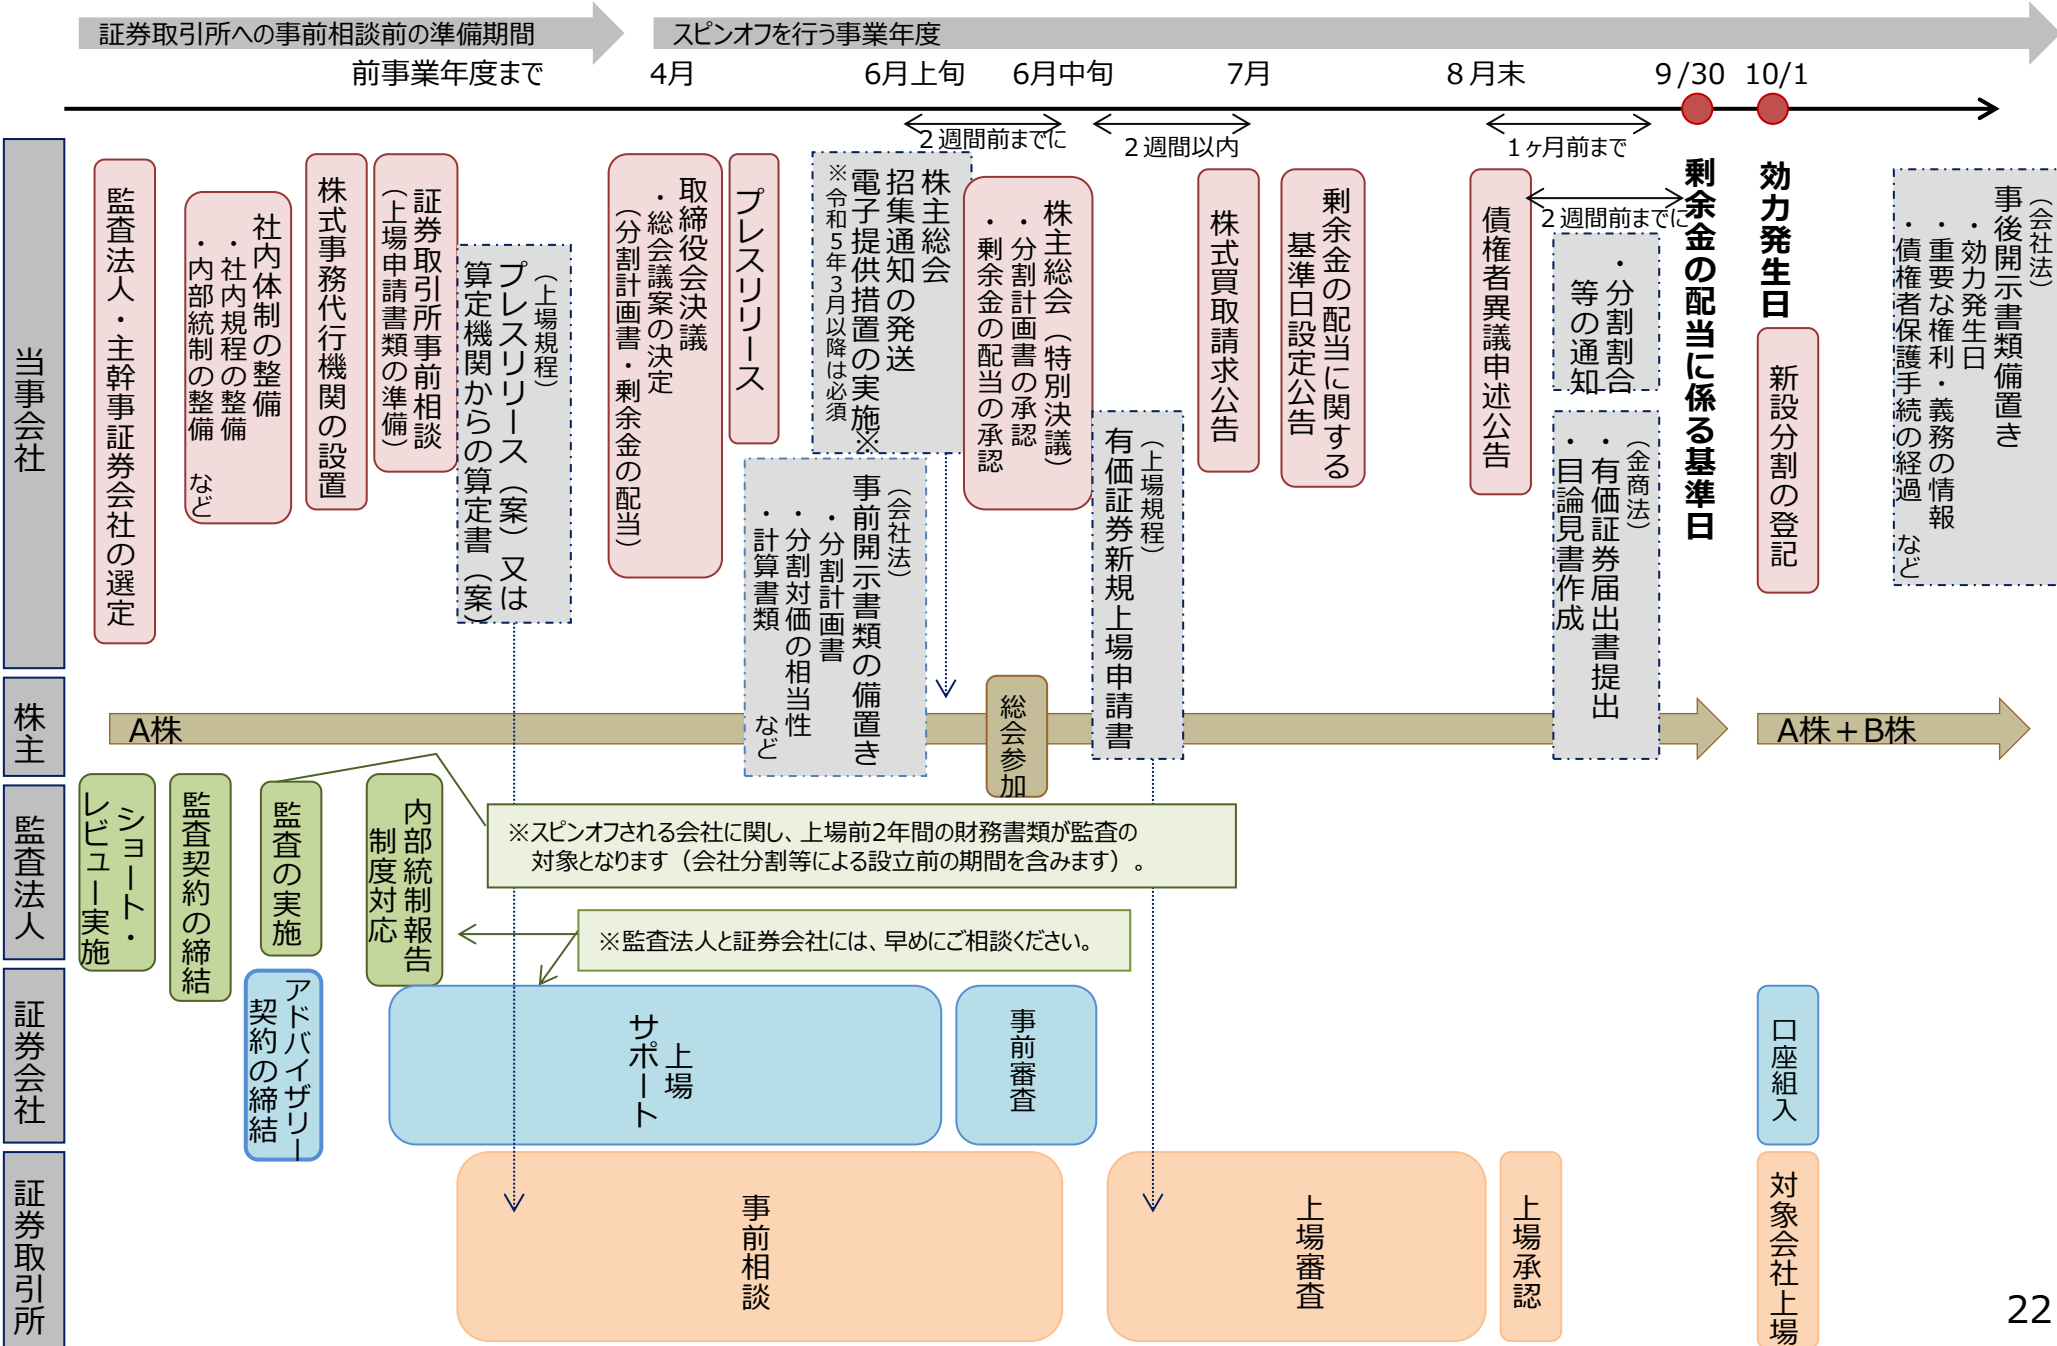 証券取引所への事前相談前の準備期間
スピンオフを行う事業年度
前事業年度まで
4月
6月上旬
6月中旬
7月
８月末
９/30
10/1
２週間前までに
２週間以内
１ヶ月前まで
２週間前までに
当事会社
監査法人・主幹事証券会社の選定
社内体制の整備
・社内規程の整備
・内部統制の整備　など
株式事務代行機関の設置
証券取引所事前相談
（上場申請書類の準備）
（上場規程）
プレスリリース（案）又は
算定機関からの算定書（案）
取締役会決議
・総会議案の決定
（分割計画書・剰余金の配当）
プレスリリース
株主総会
招集通知の発送
電子提供措置の実施※
※令和５年３月以降は必須
（会社法）
事前開示書類の備置き
・分割計画書
・分割対価の相当性
・計算書類　など
株主総会（特別決議）
・分割計画書の承認
・剰余金の配当の承認
（上場規程）
有価証券新規上場申請書
株式買取請求公告
剰余金の配当に関する
基準日設定公告
債権者異議申述公告
・分割割合
等の通知
（金商法）
・有価証券届出書提出
・目論見書作成
剰余金の配当に係る基準日
効力発生日
新設分割の登記
（会社法）
事後開示書類備置き
・効力発生日
・重要な権利・義務の情報
・債権者保護手続の経過　など
株主
A株
総会参加
A株＋B株
監査法人
ショート・
レビュー実施
監査契約の締結
監査の実施
内部統制報告
制度対応
※スピンオフされる会社に関し、上場前2年間の財務書類が監査の
対象となります（会社分割等による設立前の期間を含みます）。
※監査法人と証券会社には、早めにご相談ください。
証券会社
アドバイザリー
契約の締結
上場
サポート
事前審査
口座組入
証券取引所
事前相談
上場審査
上場承認
対象会社上場
22